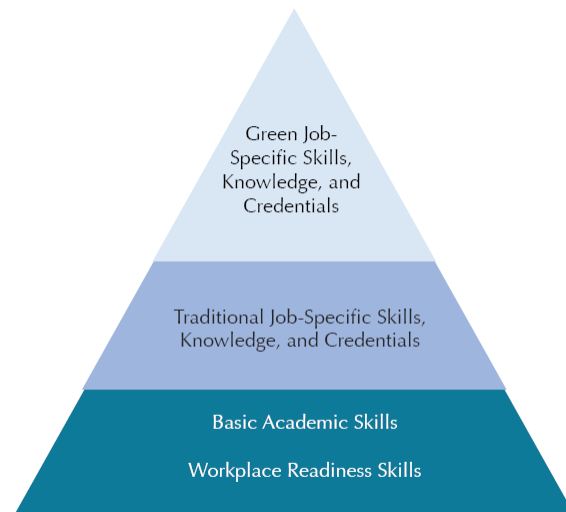 Green Job-
Specific Skills,
Knowledge, and
Credentials
Traditional Job-Specific Skills,
Knowledge, and Credentials
Basic Academic Skills
Workplace Readiness Skills